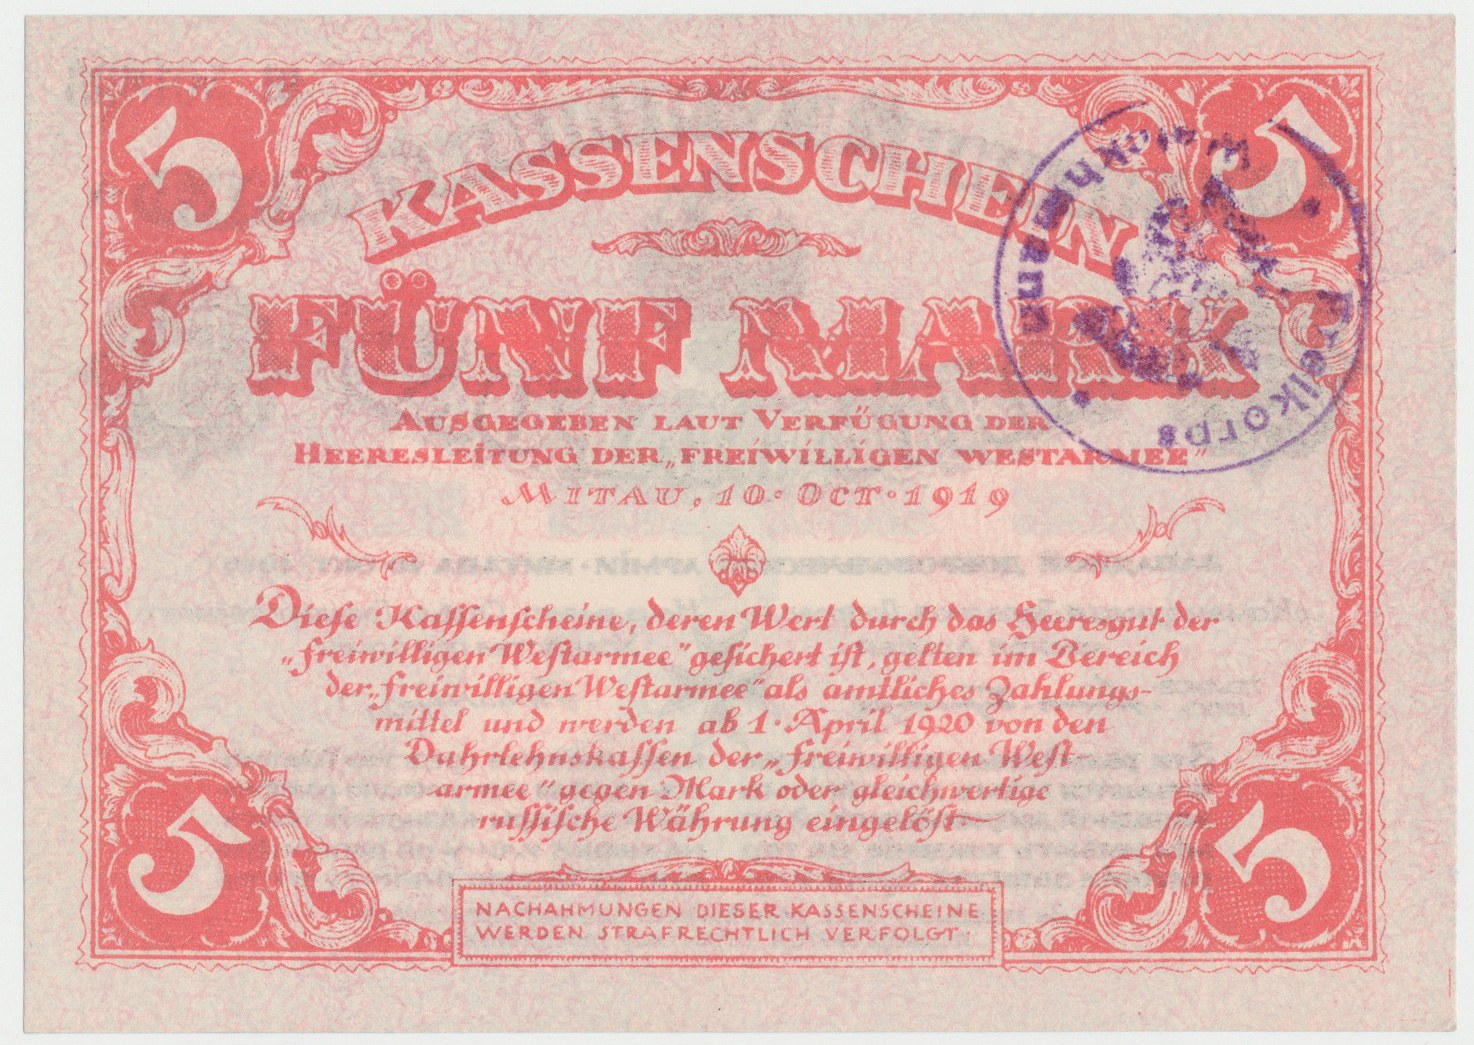 5
5
KASSENSCHEIN
FÜNF MARK
AUSGEGEBEN LAUT VERFÜGUNG DER
HEERESLEITUNG DER „FREIWILLIGEN WESTARMEE"
MITAU, 10. OCT. 1919
Diese Kassenscheine, deren Wert durch das Heeresgut der
„freiwilligen Westarmee" gesichert ist, gelten im Bereich
der „freiwilligen Westarmee" als amtliches Zahlungs-
mittel und werden ab 1. April 1920 von den
Dahrlehnskassen der „freiwilligen West
armee" gegen Mark oder gleichwertige
russische Währung eingelöst—
5
5
NACHAHMUNGEN DIESER KASSENSCHEINE
WERDEN STRAFRECHTLICH VERFOLGT.
Freikorps
Weickhmann